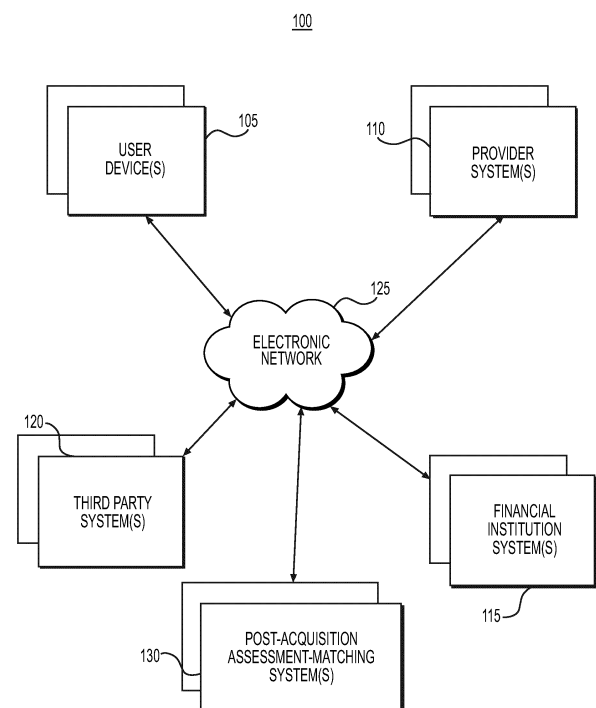 100
USER
DEVICE(S)
105
110
PROVIDER
SYSTEM(S)
125
ELECTRONIC
NETWORK
120
THIRD PARTY
SYSTEM(S)
FINANCIAL
INSTITUTION
SYSTEM(S)
115
POST-ACQUISITION
ASSESSMENT-MATCHING
SYSTEM(S)
130